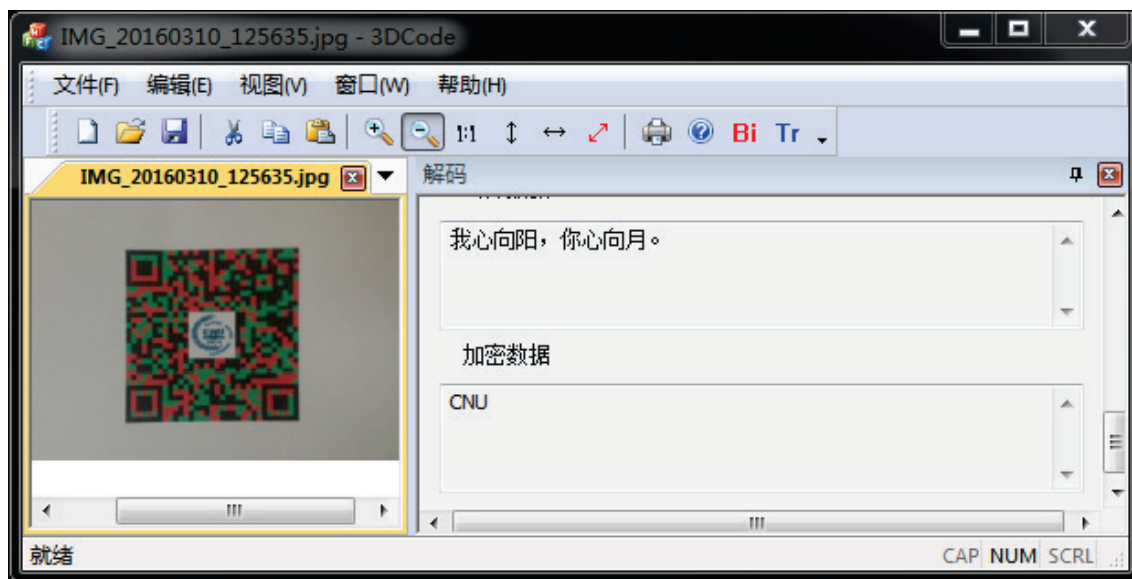 IMG_20160310_125635.jpg - 3DCode
文件(F) 编辑(E) 视图(V) 窗口(W) 帮助(H)
1:1 Bi Tr
IMG_20160310_125635.jpg
解码
我心向阳，你心向月。
加密数据
CNU
就绪
CAP NUM SCRL